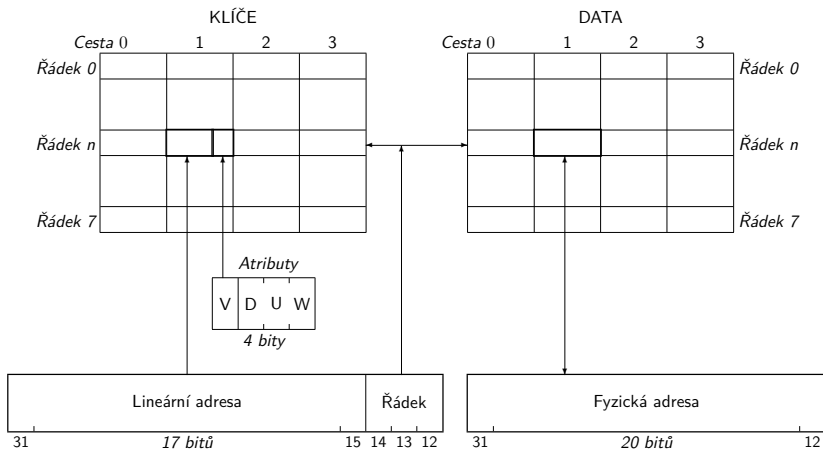 KLÍČE DATA
Cesta 0 1 2 3 Cesta 0 1 2 3
Řádek 0 Řádek 0
Řádek n Řádek n
Řádek 7 Řádek 7
Atributy
V D U W
4 bity
Lineární adresa Řádek Fyzická adresa
31 17 bitů 15 14 13 12 31 20 bitů 12